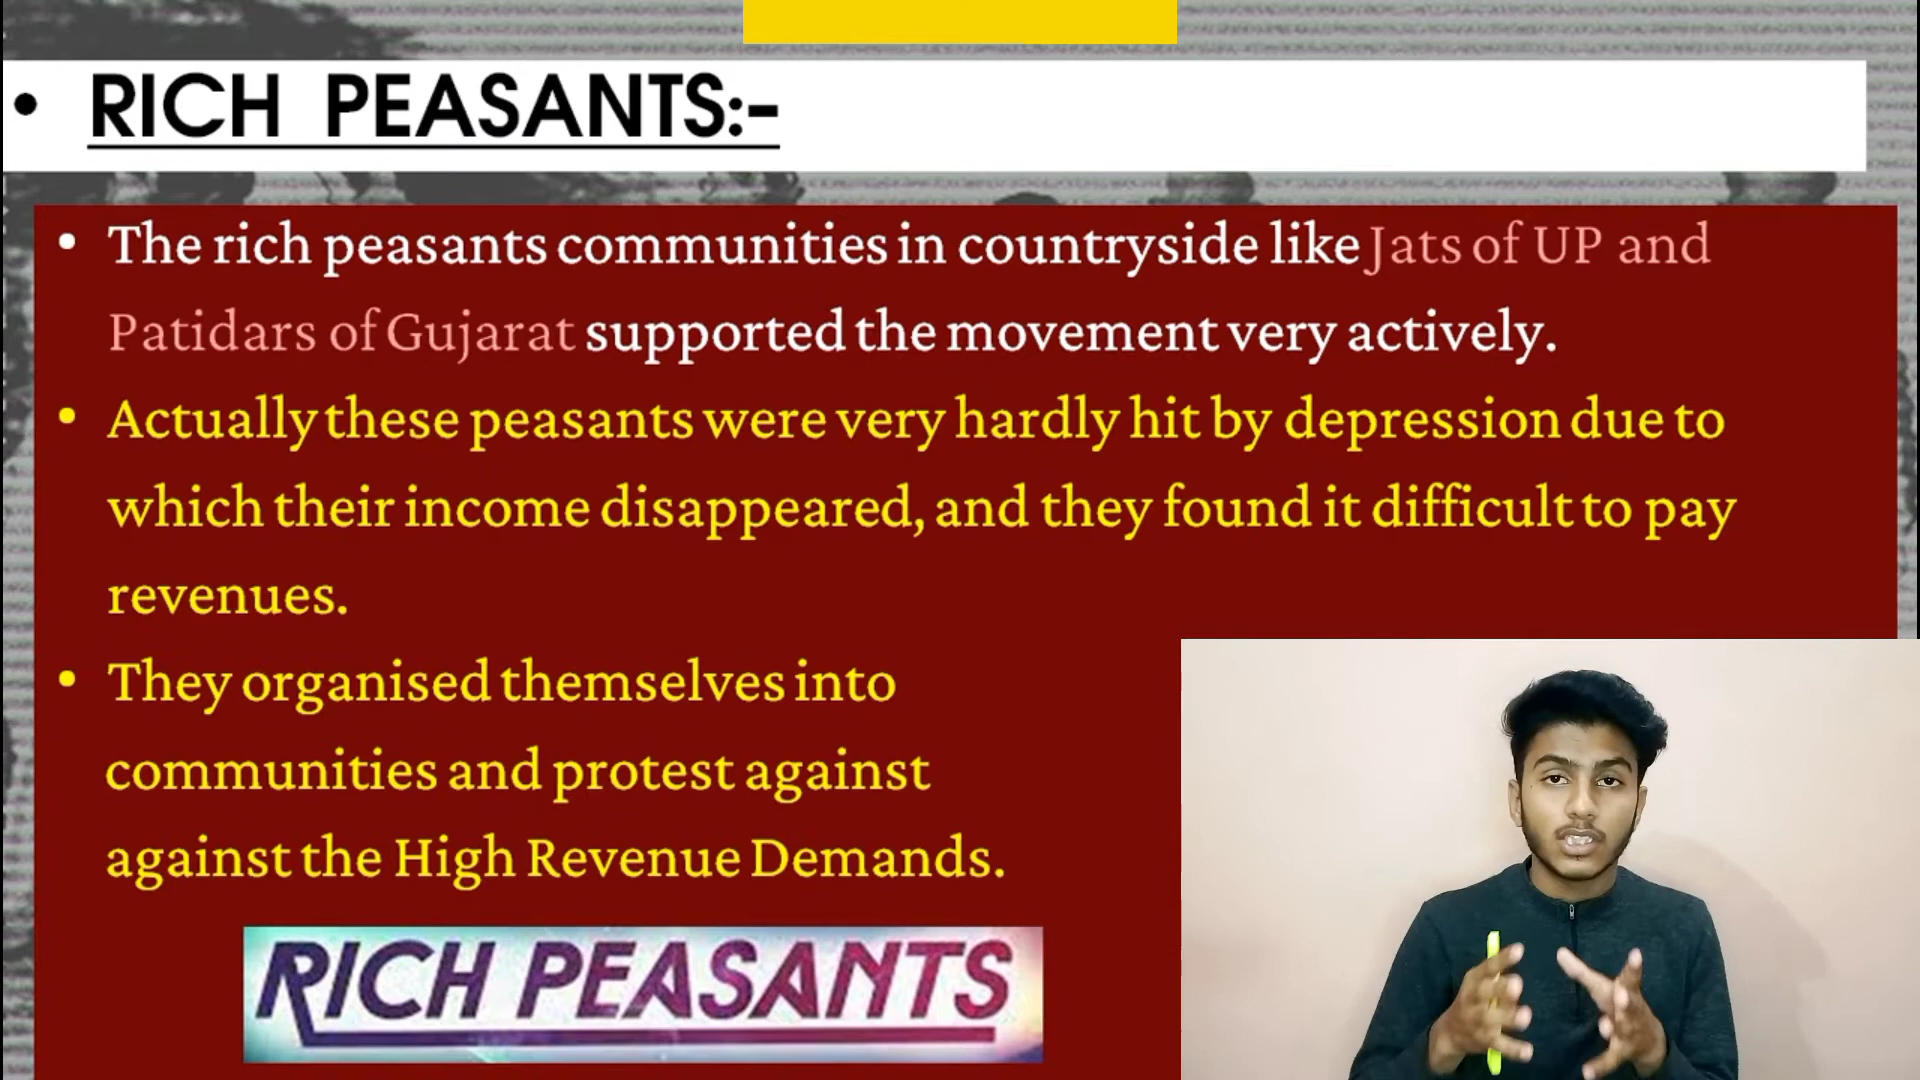 • RICH PEASANTS:-
• The rich peasants communities in countryside like Jats of UP and
Patidars of Gujarat supported the movement very actively.
• Actually these peasants were very hardly hit by depression due to
which their income disappeared, and they found it difficult to pay
revenues.
• They organised themselves into
communities and protest against
against the High Revenue Demands.
RICH PEASANTS